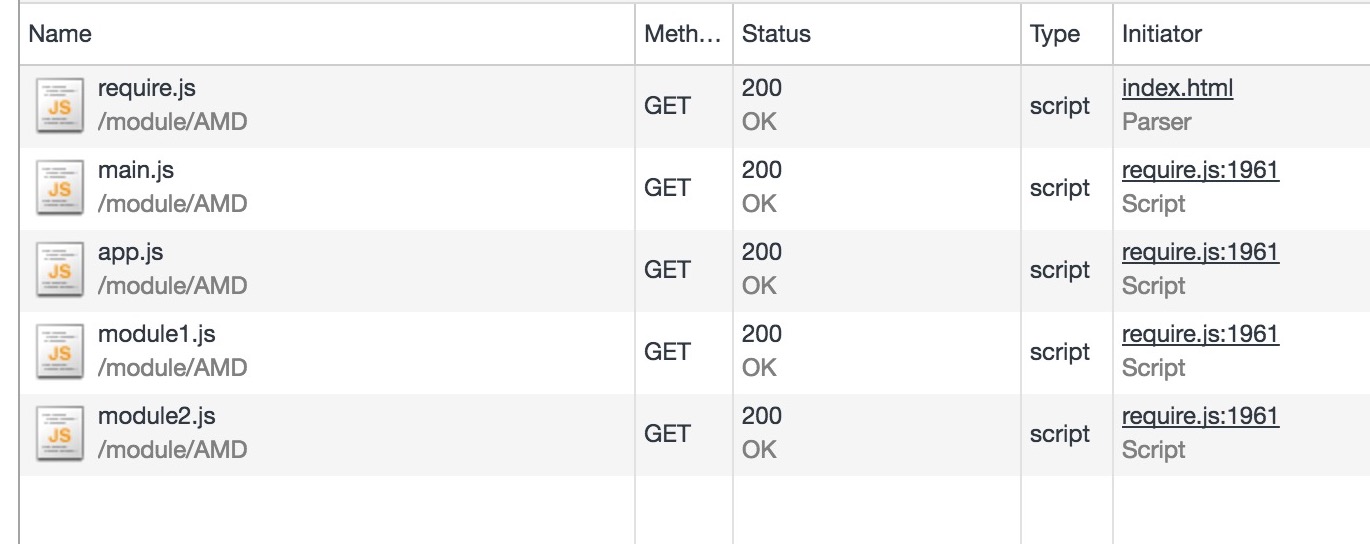 Name Meth… Status Type Initiator
JS require.js GET 200 script index.html
/module/AMD OK Parser
JS main.js GET 200 script require.js:1961
/module/AMD OK Script
JS app.js GET 200 script require.js:1961
/module/AMD OK Script
JS module1.js GET 200 script require.js:1961
/module/AMD OK Script
JS module2.js GET 200 script require.js:1961
/module/AMD OK Script